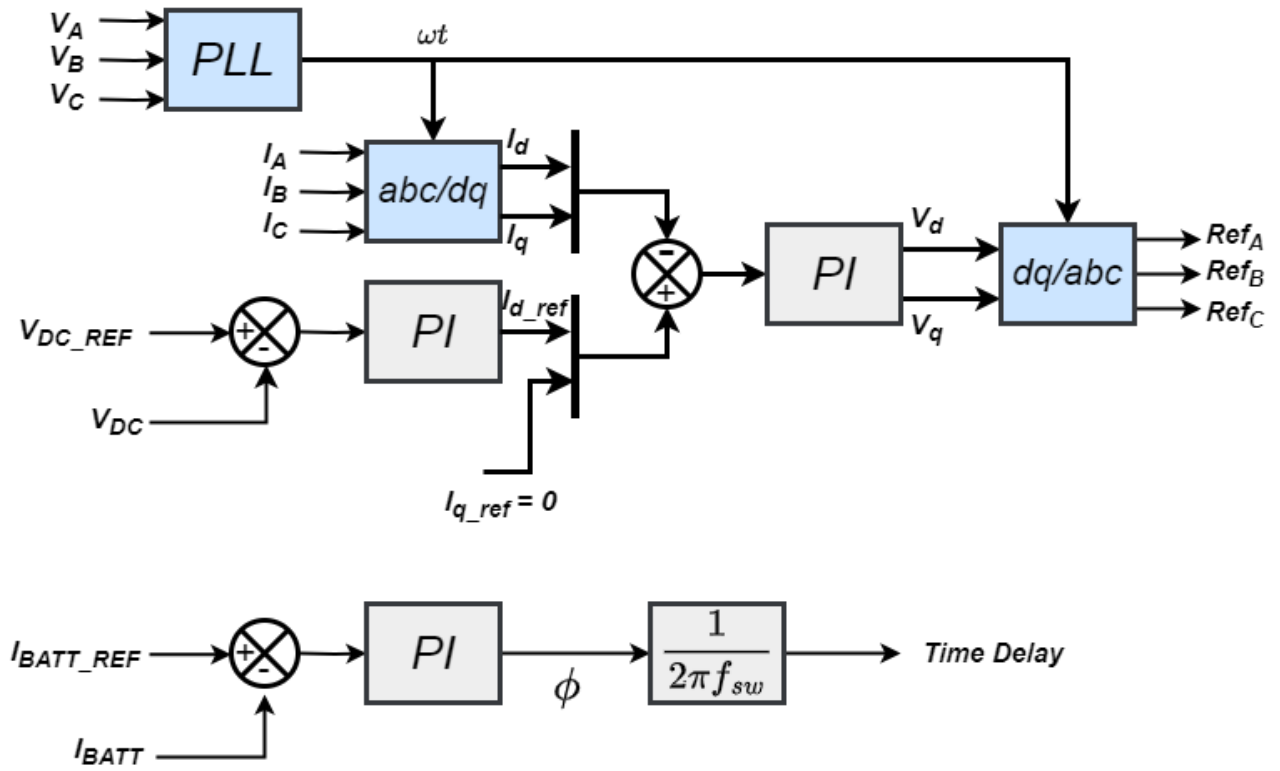 V_A
V_B
V_C
PLL
ωt
I_A
I_B
I_C
abc/dq
I_d
I_q
-
+
PI
V_d
V_q
dq/abc
Ref_A
Ref_B
Ref_C
V_DC_REF
+
-
V_DC
PI
I_d_ref
I_q_ref = 0
I_BATT_REF
+
-
I_BATT
PI
ϕ
1
2πf_sw
Time Delay